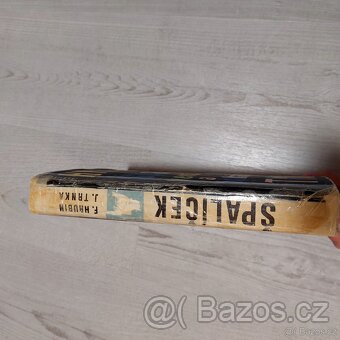 F. HRUBÍN
J. TRNKA
ŠPALÍČEK
Bazos.cz